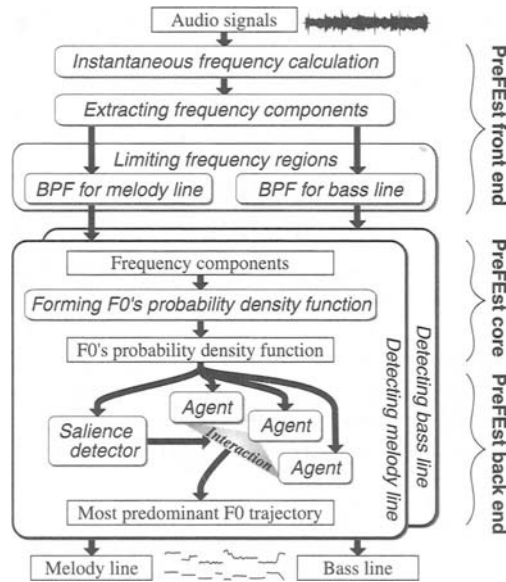 Audio signals
Instantaneous frequency calculation
Extracting frequency components
Limiting frequency regions
BPF for melody line
BPF for bass line
PreFEst front end
Frequency components
Forming F0's probability density function
F0's probability density function
PreFEst core
Agent
Agent
Salience
detector
Interaction
Agent
Most predominant F0 trajectory
Detecting melody line
Detecting bass line
PreFEst back end
Melody line
Bass line